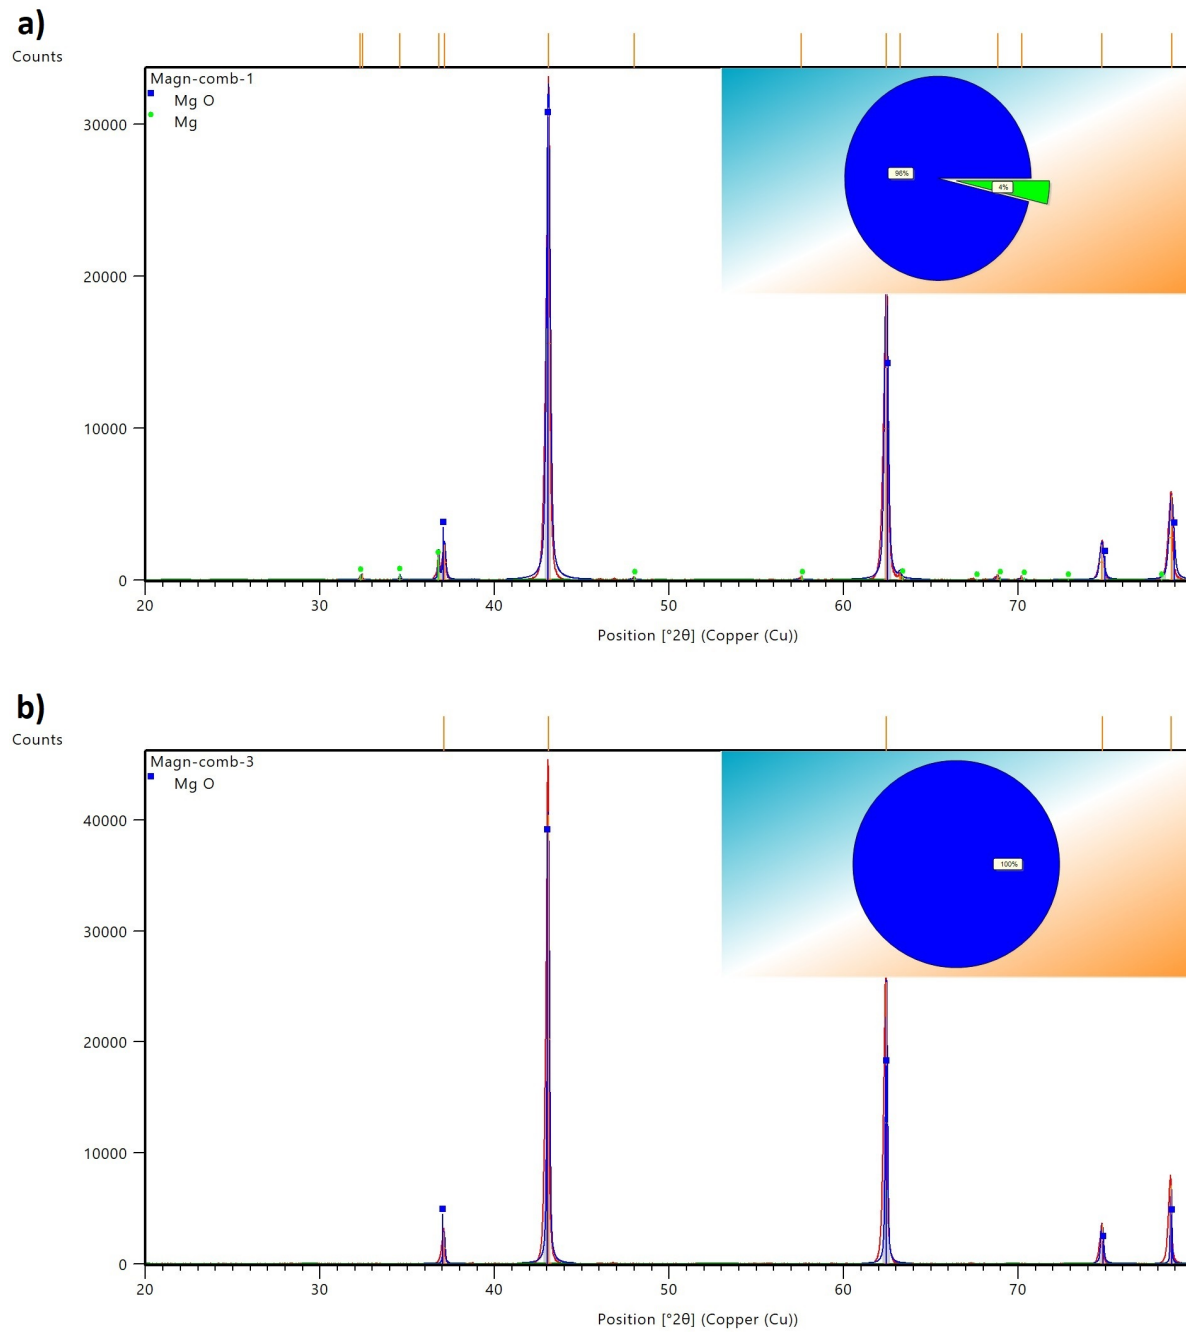 a)
Counts
Magn-comb-1
Mg O
Mg
30000
20000
10000
0
96%
4%
20 30 40 50 60 70
Position [°2θ] (Copper (Cu))
b)
Counts
Magn-comb-3
Mg O
40000
30000
20000
10000
0
100%
20 30 40 50 60 70
Position [°2θ] (Copper (Cu))